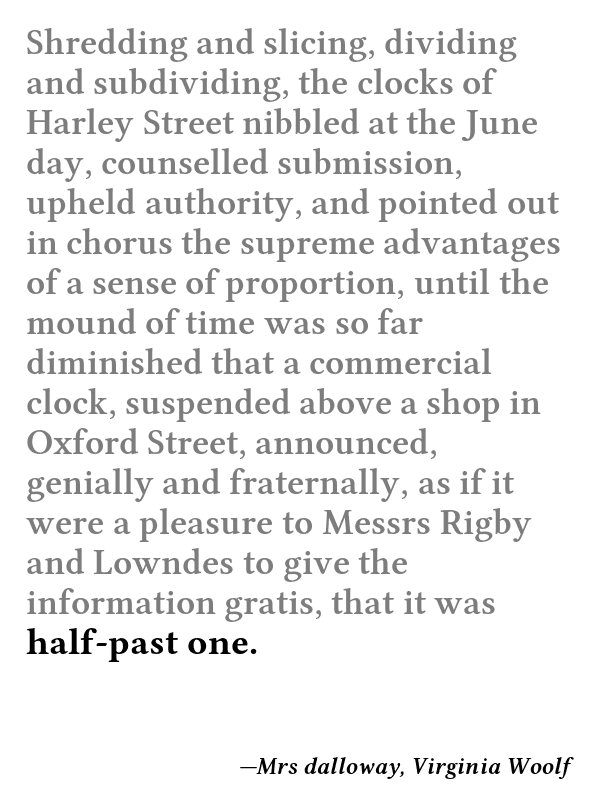 Shredding and slicing, dividing
and subdividing, the clocks of
Harley Street nibbled at the June
day, counselled submission,
upheld authority, and pointed out
in chorus the supreme advantages
of a sense of proportion, until the
mound of time was so far
diminished that a commercial
clock, suspended above a shop in
Oxford Street, announced,
genially and fraternally, as if it
were a pleasure to Messrs Rigby
and Lowndes to give the
information gratis, that it was
half-past one.
—Mrs dalloway, Virginia Woolf